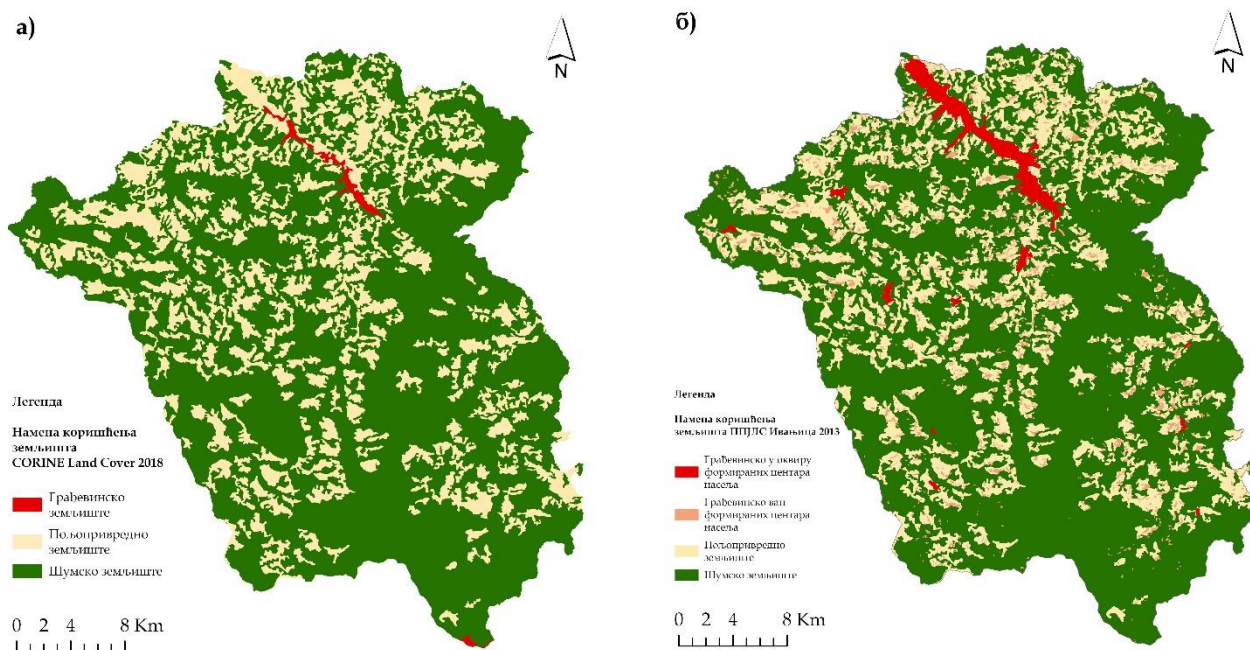 а)
N
Легенда
Намена коришћења
земљишта
CORINE Land Cover 2018
Грађевинско
земљиште
Пољопривредно
земљиште
Шумско земљиште
0 2 4 8 Km
б)
N
Легенда
Намена коришћења
земљишта ППЈЛС Ивањица 2013
Грађевинско у оквиру
формираних центара
насеља
Грађевинско ван
формираних центара
насеља
Пољопривредно
земљиште
Шумско земљиште
0 2 4 8 Km